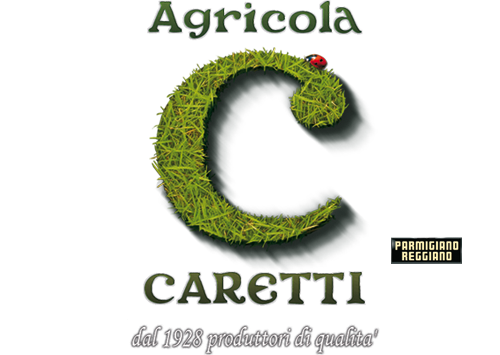 Agricola
C
CARETTI
dal 1928 produttori di qualita'
PARMIGIANO
REGGIANO